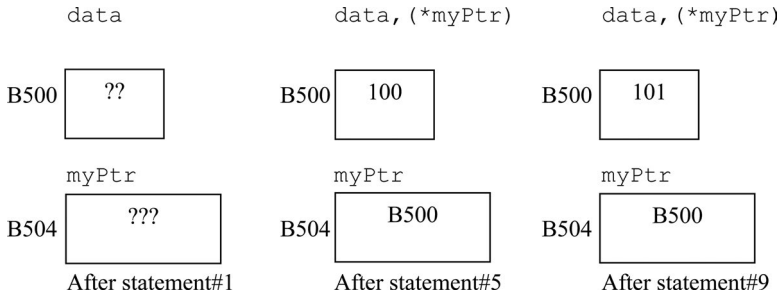 data data,(*myPtr) data,(*myPtr)
B500 ?? B500 100 B500 101
myPtr myPtr myPtr
B504 ??? B504 B500 B504 B500
After statement#1 After statement#5 After statement#9